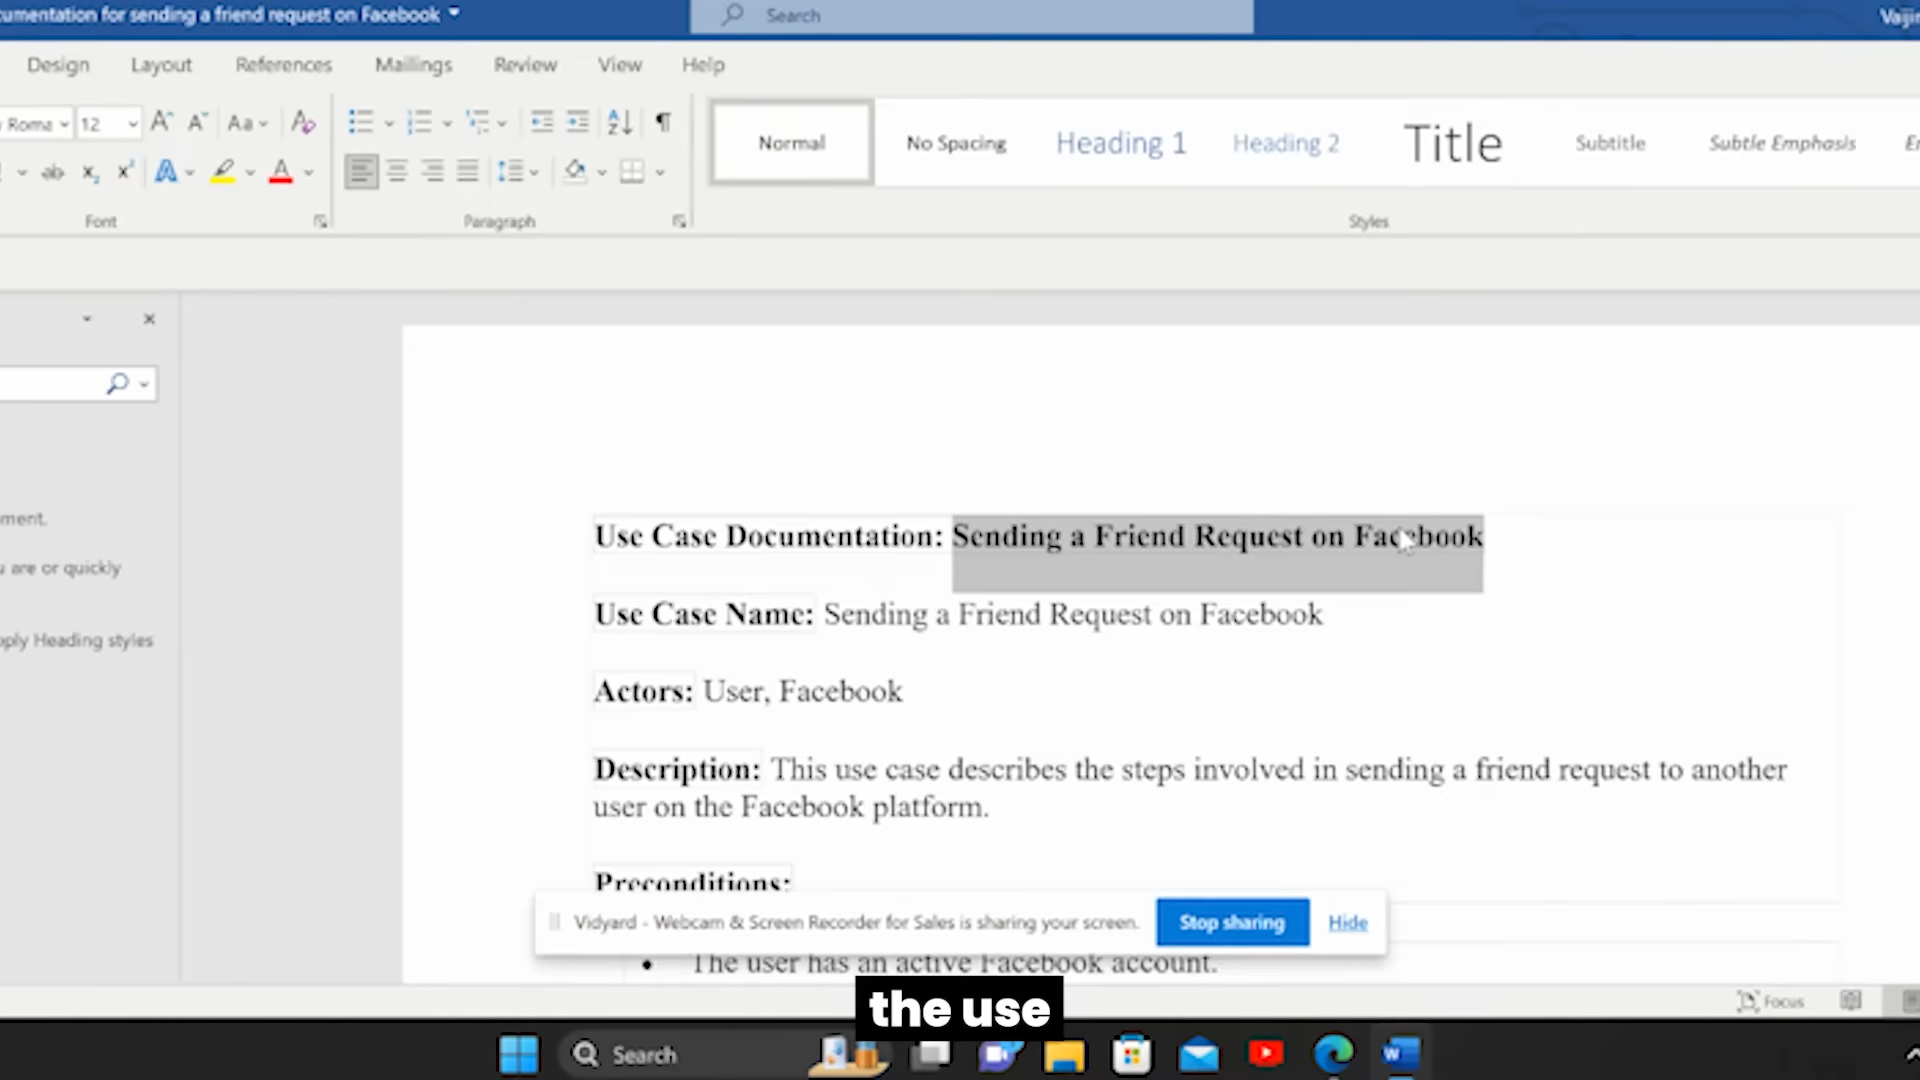 umentation for sending a friend request on Facebook
Search
Design Layout References Mailings Review View Help
Roma 12
Aa
Normal
No Spacing
Heading 1
Heading 2
Title
Subtitle
Subtle Emphasis
Font
Paragraph
Styles
ment.
u are or quickly
pply Heading styles
Use Case Documentation: Sending a Friend Request on Facebook
Use Case Name: Sending a Friend Request on Facebook
Actors: User, Facebook
Description: This use case describes the steps involved in sending a friend request to another
user on the Facebook platform.
Preconditions:
Vidyard - Webcam & Screen Recorder for Sales is sharing your screen.
Stop sharing
Hide
The user has an active Facebook account.
the use
Focus
Search